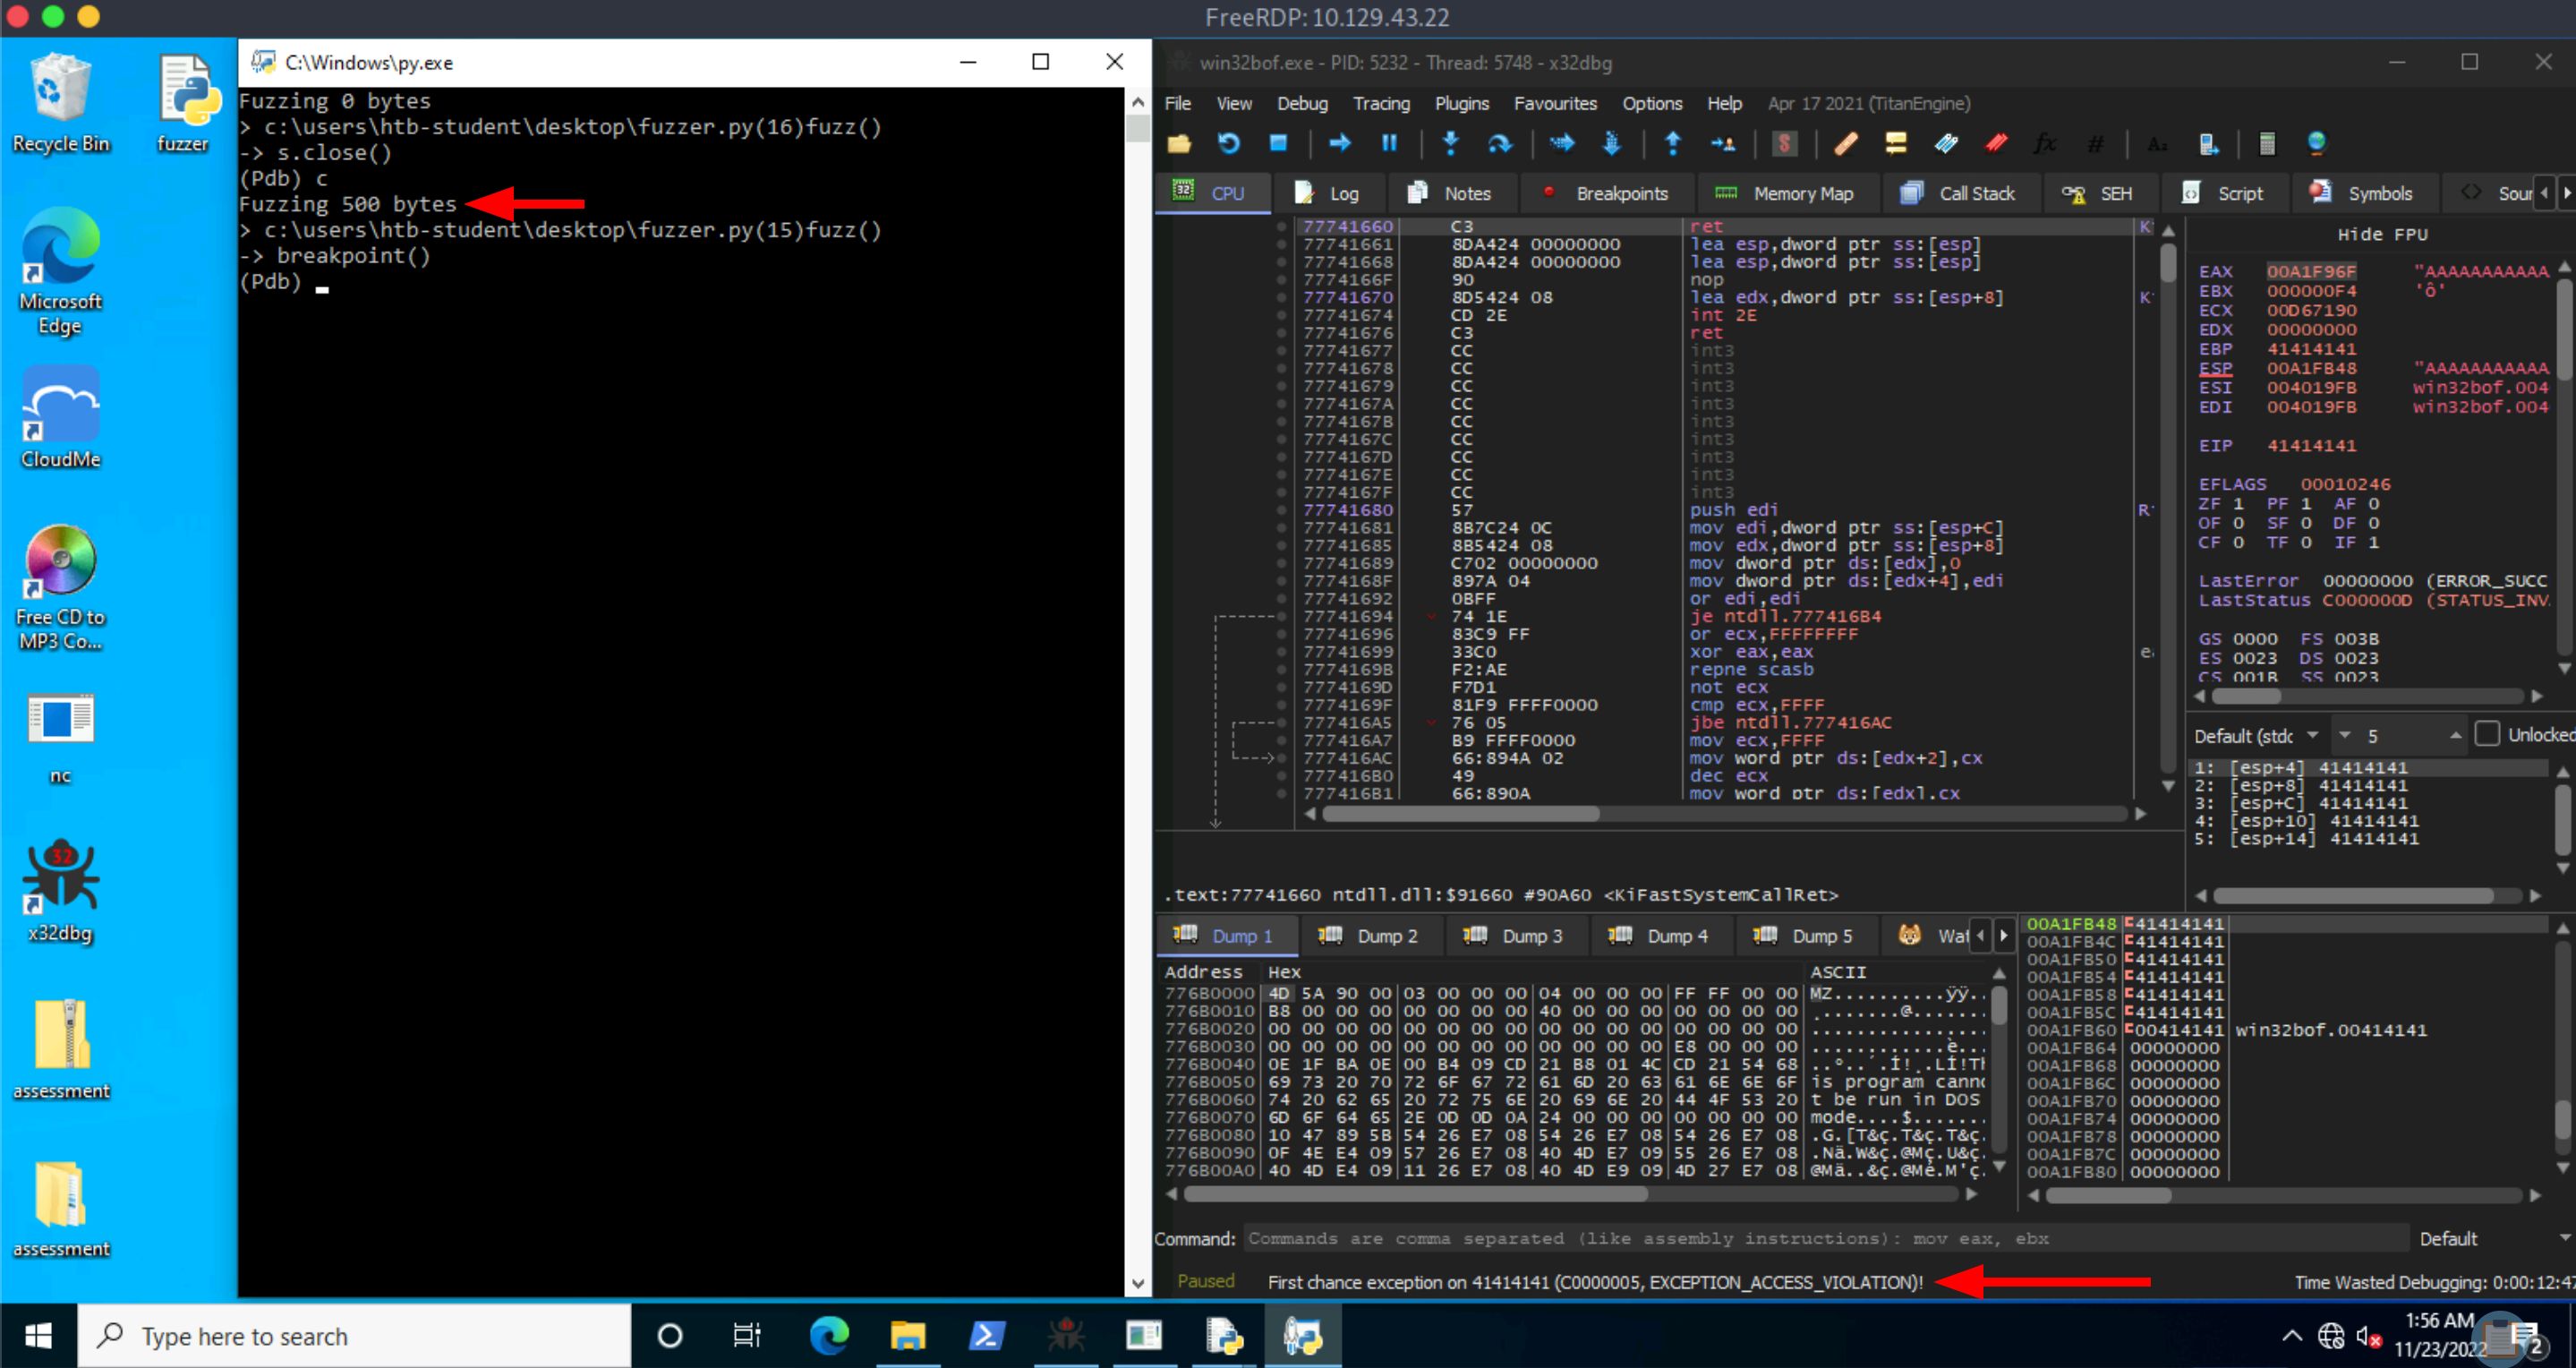 FreeRDP: 10.129.43.22
Recycle Bin
fuzzer
Microsoft
Edge
CloudMe
Free CD to
MP3 Co...
nc
32
x32dbg
assessment
assessment
C:\Windows\py.exe
Fuzzing 0 bytes
> c:\users\htb-student\desktop\fuzzer.py(16)fuzz()
-> s.close()
(Pdb) c
Fuzzing 500 bytes
> c:\users\htb-student\desktop\fuzzer.py(15)fuzz()
-> breakpoint()
(Pdb)
win32bof.exe - PID: 5232 - Thread: 5748 - x32dbg
File View Debug Tracing Plugins Favourites Options Help Apr 17 2021 (TitanEngine)
CPU Log Notes Breakpoints Memory Map Call Stack SEH Script Symbols Sour
77741660 C3 ret K
77741661 8DA424 00000000 lea esp,dword ptr ss:[esp]
77741668 8DA424 00000000 lea esp,dword ptr ss:[esp]
7774166F 90 nop
77741670 8D5424 08 lea edx,dword ptr ss:[esp+8] K
77741674 CD 2E int 2E
77741676 C3 ret
77741677 CC int3
77741678 CC int3
77741679 CC int3
7774167A CC int3
7774167B CC int3
7774167C CC int3
7774167D CC int3
7774167E CC int3
7774167F CC int3
77741680 57 push edi R
77741681 8B7C24 0C mov edi,dword ptr ss:[esp+C]
77741685 8B5424 08 mov edx,dword ptr ss:[esp+8]
77741689 C702 00000000 mov dword ptr ds:[edx],0
7774168F 897A 04 mov dword ptr ds:[edx+4],edi
77741692 0BFF or edi,edi
77741694 74 1E je ntdll.777416B4
77741696 83C9 FF or ecx,FFFFFFFF
77741699 33C0 xor eax,eax
7774169B F2:AE repne scasb
7774169D F7D1 not ecx
7774169F 81F9 FFFF0000 cmp ecx,FFFF
777416A5 76 05 jbe ntdll.777416AC
777416A7 B9 FFFF0000 mov ecx,FFFF
777416AC 66:894A 02 mov word ptr ds:[edx+2],cx
777416B0 49 dec ecx
777416B1 66:890A mov word ptr ds:[edx],cx
.text:77741660 ntdll.dll:$91660 #90A60 <KiFastSystemCallRet>
Hide FPU
EAX 00A1F96F "AAAAAAAAAAA
EBX 000000F4 'ô'
ECX 00D67190
EDX 00000000
EBP 41414141
ESP 00A1FB48 "AAAAAAAAAAA
ESI 004019FB win32bof.004
EDI 004019FB win32bof.004
EIP 41414141
EFLAGS 00010246
ZF 1 PF 1 AF 0
OF 0 SF 0 DF 0
CF 0 TF 0 IF 1
LastError 00000000 (ERROR_SUCC
LastStatus C000000D (STATUS_INV.
GS 0000 FS 003B
ES 0023 DS 0023
CS 001B SS 0023
Default (stdc 5 Unlocked
1: [esp+4] 41414141
2: [esp+8] 41414141
3: [esp+C] 41414141
4: [esp+10] 41414141
5: [esp+14] 41414141
Dump 1 Dump 2 Dump 3 Dump 4 Dump 5 Wat
Address Hex ASCII
776B0000 4D 5A 90 00 03 00 00 00 04 00 00 00 FF FF 00 00 MZ..........ÿÿ..
776B0010 B8 00 00 00 00 00 00 00 40 00 00 00 00 00 00 00 ¸.......@.......
776B0020 00 00 00 00 00 00 00 00 00 00 00 00 00 00 00 00 ................
776B0030 00 00 00 00 00 00 00 00 00 00 00 00 E8 00 00 00 ............è...
776B0040 0E 1F BA 0E 00 B4 09 CD 21 B8 01 4C CD 21 54 68 ..º..´.Í!¸.LÍ!Th
776B0050 69 73 20 70 72 6F 67 72 61 6D 20 63 61 6E 6E 6F is program canno
776B0060 74 20 62 65 20 72 75 6E 20 69 6E 20 44 4F 53 20 t be run in DOS
776B0070 6D 6F 64 65 2E 0D 0D 0A 24 00 00 00 00 00 00 00 mode....$.......
776B0080 10 47 89 5B 54 26 E7 08 54 26 E7 08 54 26 E7 08 .G.[T&ç.T&ç.T&ç.
776B0090 0F 4E E4 09 57 26 E7 08 40 4D E7 09 55 26 E7 08 .Nä.W&ç.@Mç.U&ç.
776B00A0 40 4D E4 09 11 26 E7 08 40 4D E9 09 4D 27 E7 08 @Mä..&ç.@Mé.M'ç.
00A1FB48 41414141
00A1FB4C 41414141
00A1FB50 41414141
00A1FB54 41414141
00A1FB58 41414141
00A1FB5C 41414141
00A1FB60 00414141 win32bof.00414141
00A1FB64 00000000
00A1FB68 00000000
00A1FB6C 00000000
00A1FB70 00000000
00A1FB74 00000000
00A1FB78 00000000
00A1FB7C 00000000
00A1FB80 00000000
Command: Commands are comma separated (like assembly instructions): mov eax, ebx Default
Paused First chance exception on 41414141 (C0000005, EXCEPTION_ACCESS_VIOLATION)! Time Wasted Debugging: 0:00:12:47
Type here to search
1:56 AM
11/23/2022
2